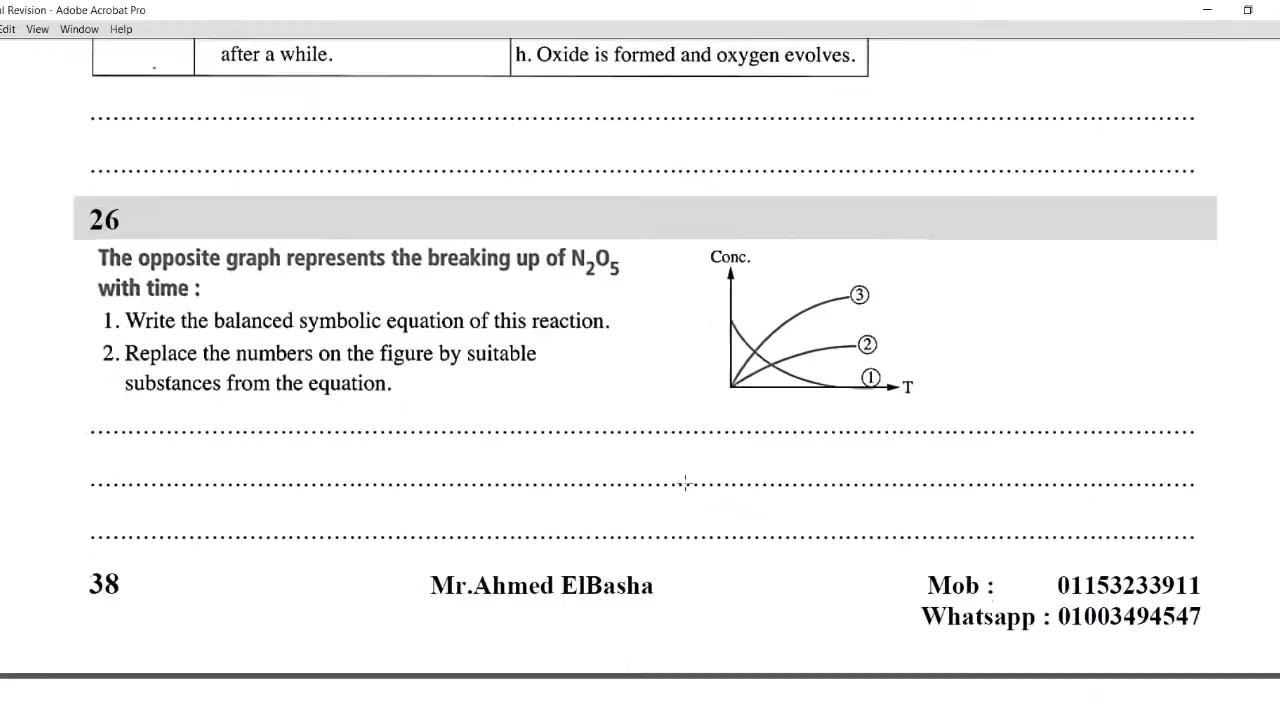 al Revision - Adobe Acrobat Pro
Edit View Window Help
after a while. h. Oxide is formed and oxygen evolves.
26
The opposite graph represents the breaking up of N₂O₅
with time :
1. Write the balanced symbolic equation of this reaction.
2. Replace the numbers on the figure by suitable
substances from the equation.
Conc.
③
②
①
T
38 Mr.Ahmed ElBasha Mob : 01153233911
Whatsapp : 01003494547